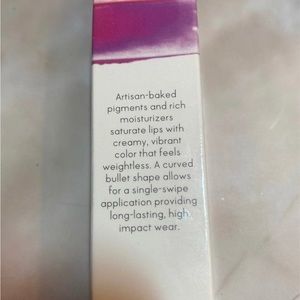 Artisan-baked
pigments and rich
moisturizers
saturate lips with
creamy, vibrant
color that feels
weightless. A curved
bullet shape allows
for a single-swipe
application providing
long-lasting, high
impact wear.